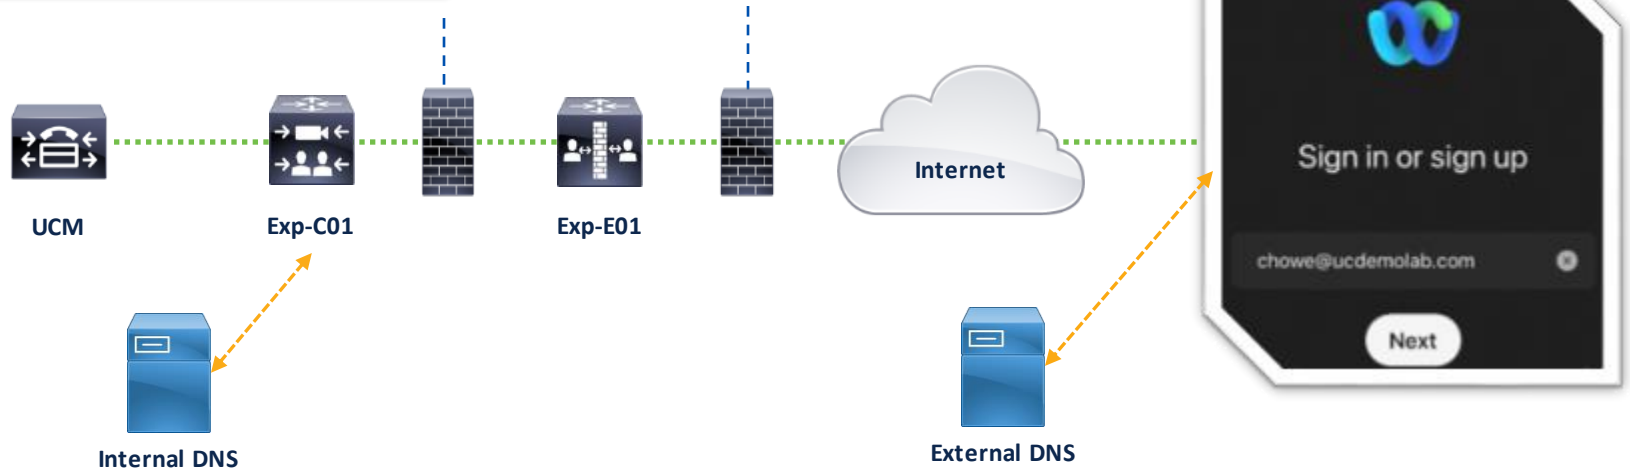 UCM
Exp-C01
Exp-E01
Internet
Sign in or sign up
chowe@ucdemolab.com
Next
Internal DNS
External DNS